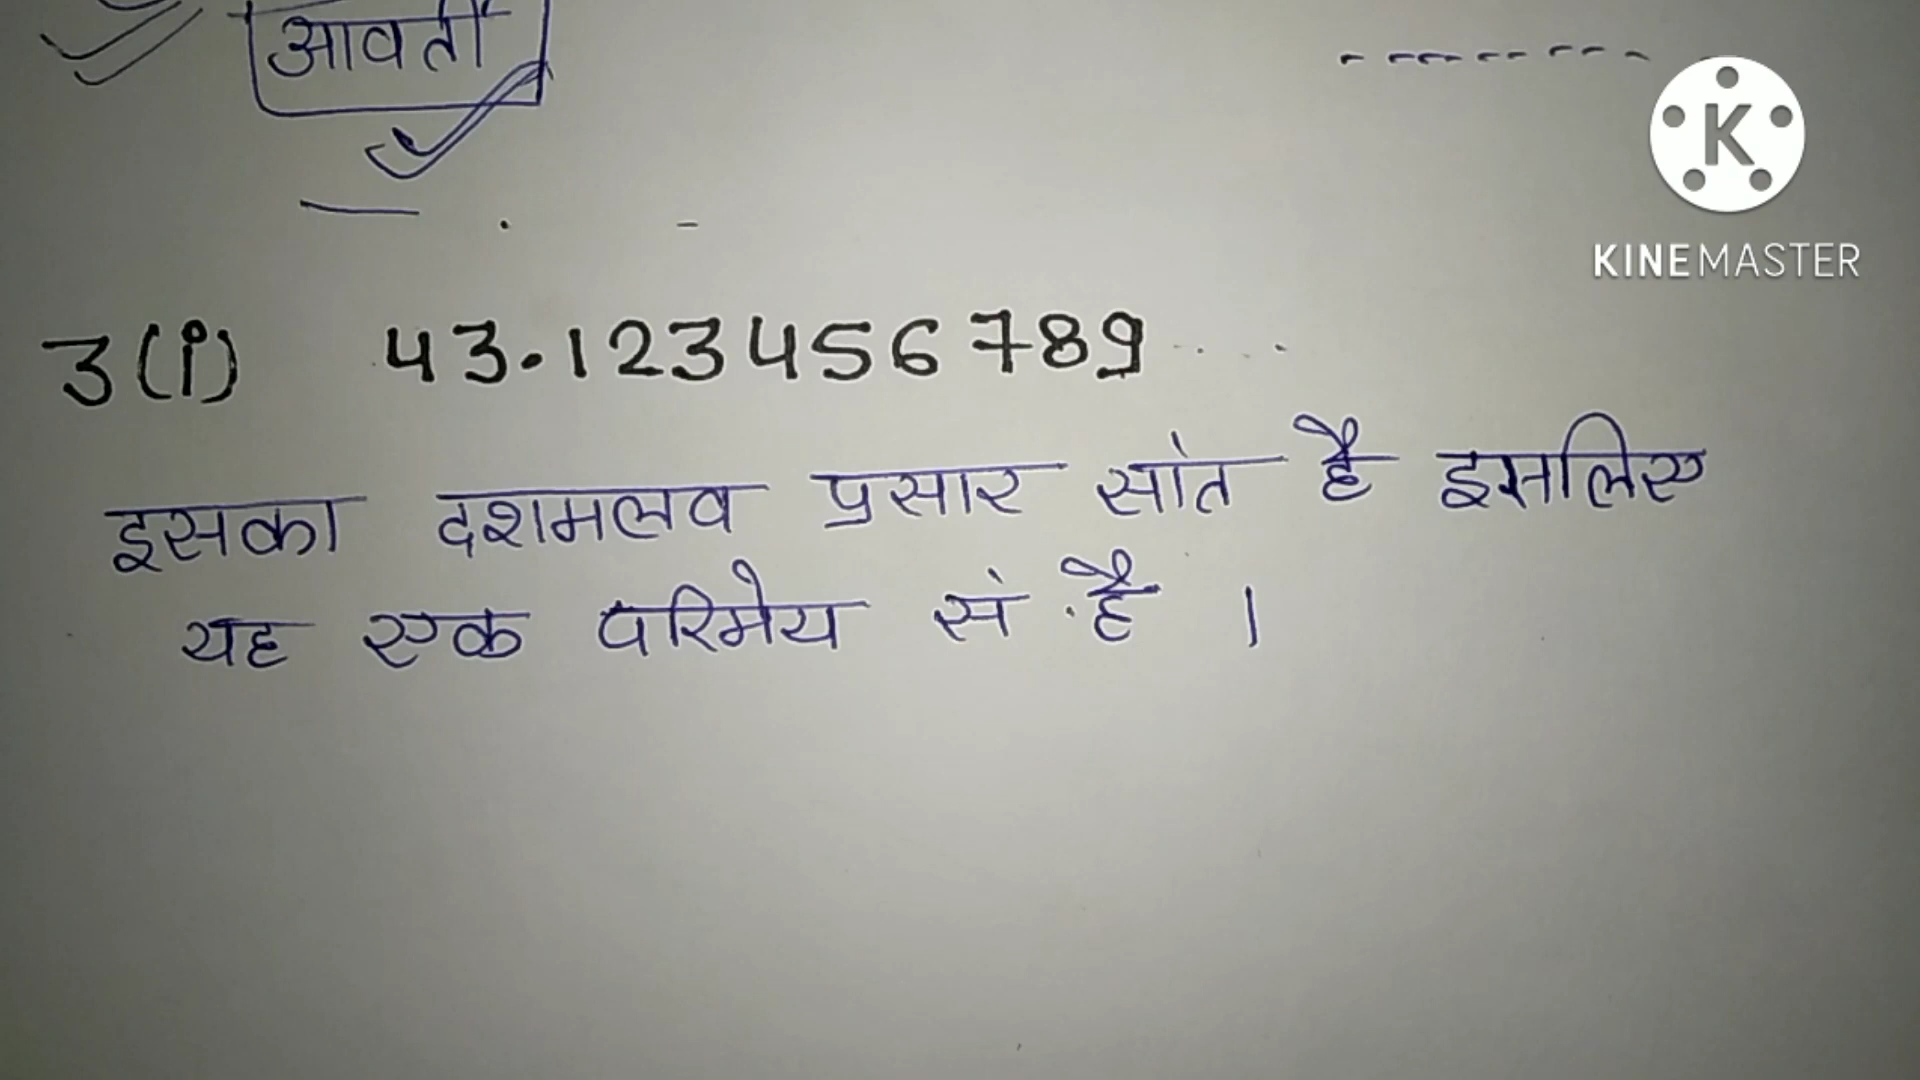 आवर्ती
K
KINEMASTER
3(i) 43.123456789....
इसका दशमलव प्रसार सांत है इसलिए
यह एक परिमेय सं. है ।